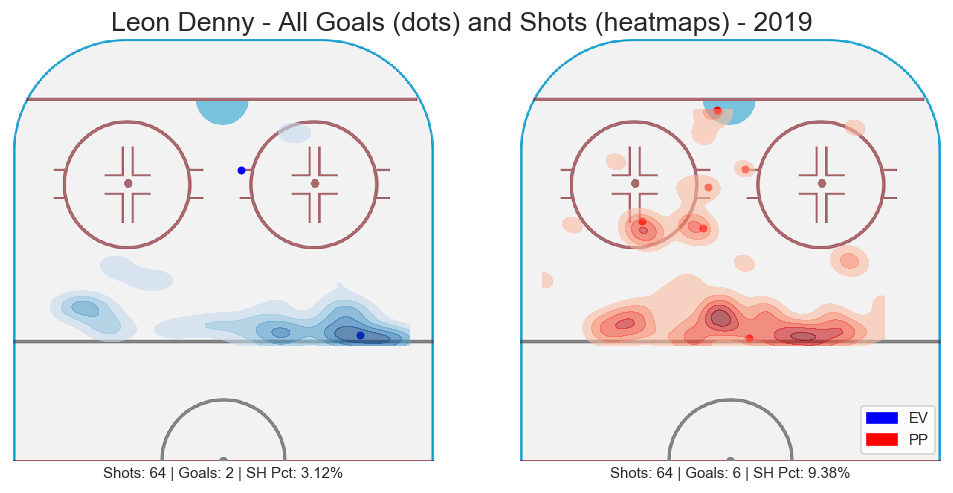 Leon Denny - All Goals (dots) and Shots (heatmaps) - 2019
EV
PP
Shots: 64 | Goals: 2 | SH Pct: 3.12%
Shots: 64 | Goals: 6 | SH Pct: 9.38%